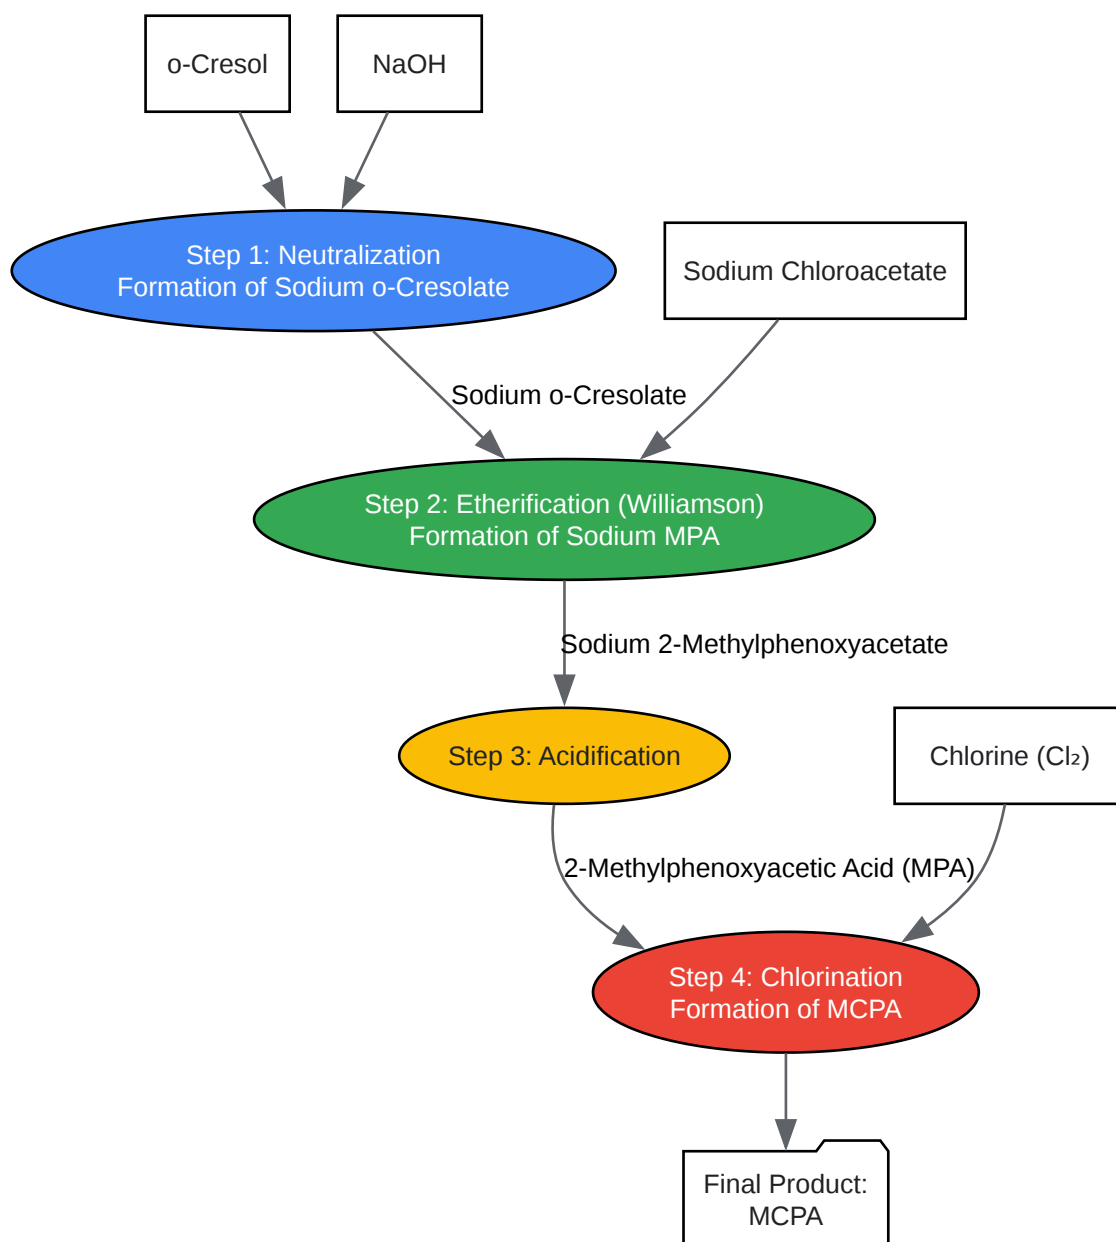 o-Cresol
NaOH
Step 1: Neutralization
Formation of Sodium o-Cresolate
Sodium Chloroacetate
Sodium o-Cresolate
Step 2: Etherification (Williamson)
Formation of Sodium MPA
Sodium 2-Methylphenoxyacetate
Step 3: Acidification
Chlorine (Cl₂)
2-Methylphenoxyacetic Acid (MPA)
Step 4: Chlorination
Formation of MCPA
Final Product:
MCPA